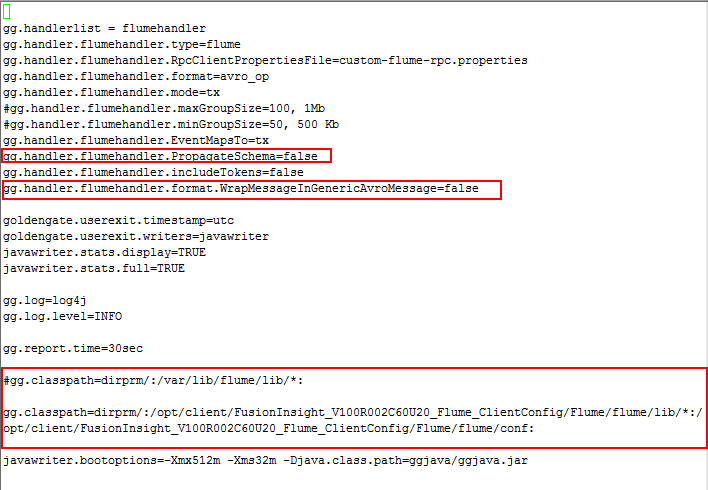 gg.handlerlist = flumehandler
gg.handler.flumehandler.type=flume
gg.handler.flumehandler.RpcClientPropertiesFile=custom-flume-rpc.properties
gg.handler.flumehandler.format=avro_op
gg.handler.flumehandler.mode=tx
#gg.handler.flumehandler.maxGroupSize=100, 1Mb
#gg.handler.flumehandler.minGroupSize=50, 500 Kb
gg.handler.flumehandler.EventMapsTo=tx
gg.handler.flumehandler.PropagateSchema=false
gg.handler.flumehandler.includeTokens=false
gg.handler.flumehandler.format.WrapMessageInGenericAvroMessage=false
goldengate.userexit.timestamp=utc
goldengate.userexit.writers=javawriter
javawriter.stats.display=TRUE
javawriter.stats.full=TRUE
gg.log=log4j
gg.log.level=INFO
gg.report.time=30sec
#gg.classpath=dirprm/:/var/lib/flume/lib/*:
gg.classpath=dirprm/:/opt/client/FusionInsight_V100R002C60U20_Flume_ClientConfig/Flume/flume/lib/*:/
opt/client/FusionInsight_V100R002C60U20_Flume_ClientConfig/Flume/flume/conf:
javawriter.bootoptions=-Xmx512m -Xms32m -Djava.class.path=ggjava/ggjava.jar